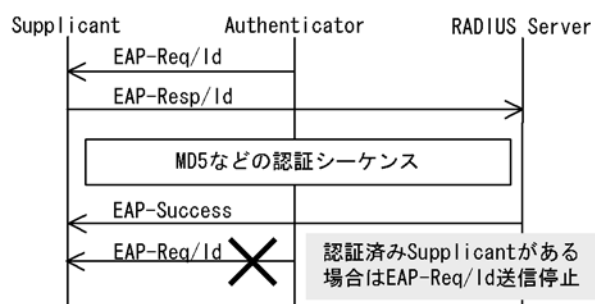 Supplicant Authenticator RADIUS Server
EAP-Req/Id
EAP-Resp/Id
MD5などの認証シーケンス
EAP-Success
EAP-Req/Id
認証済みSupplicantがある
場合はEAP-Req/Id送信停止